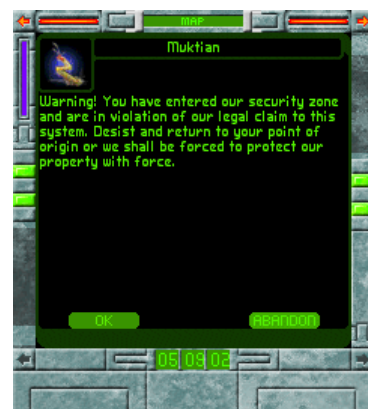 MAP
Muktian
Warning! You have entered our security zone
and are in violation of our legal claim to this
system. Desist and return to your point of
origin or we shall be forced to protect our
property with force.
OK
ABANDON
05 09 02